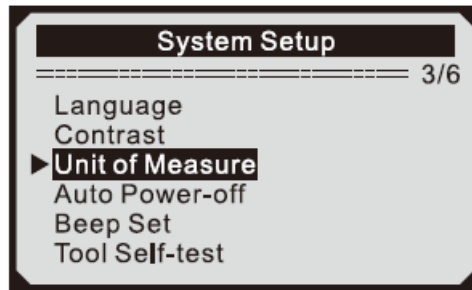 System Setup
3/6
Language
Contrast
Unit of Measure
Auto Power-off
Beep Set
Tool Self-test